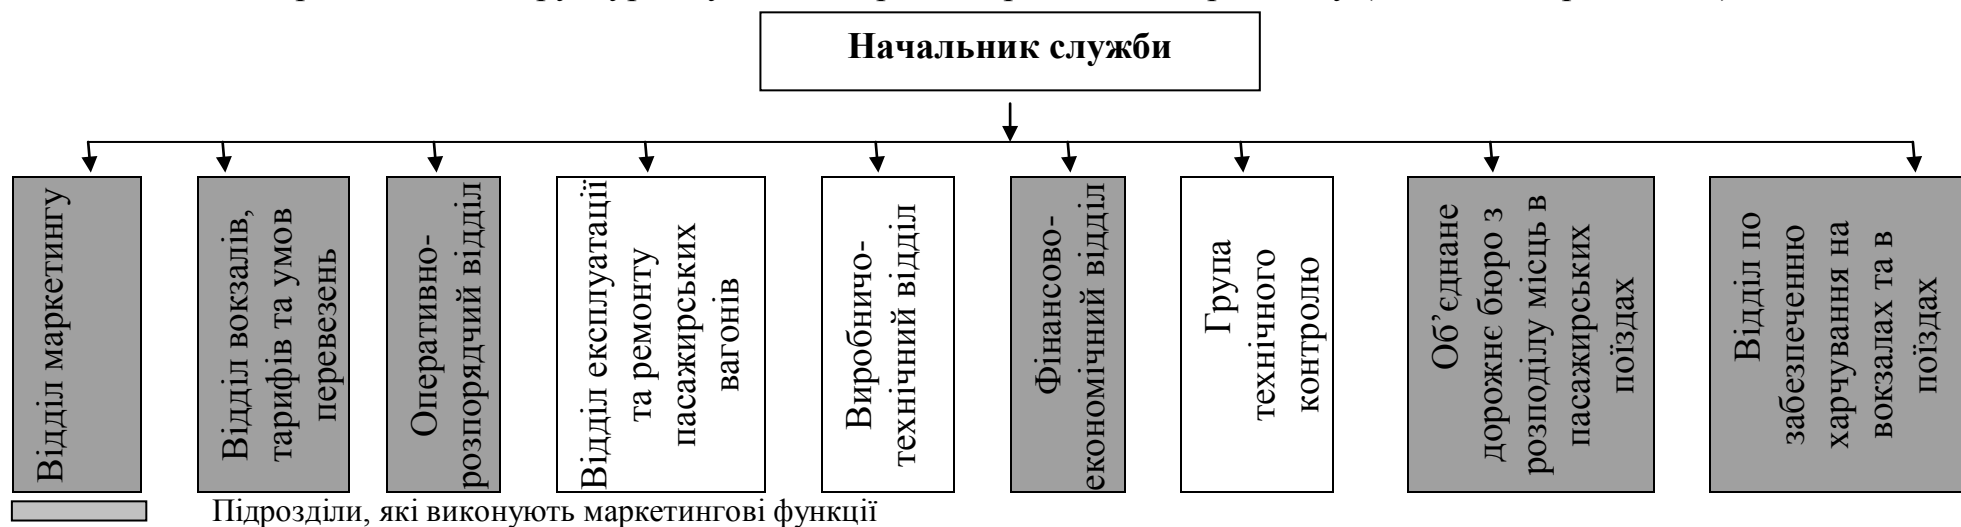 Начальник служби
Відділ маркетингу
Відділ вокзалів,
тарифів та умов
перевезень
Оперативно-
розпорядчий відділ
Відділ експлуатації
та ремонту
пасажирських
вагонів
Виробничо-
технічний відділ
Фінансово-
економічний відділ
Група
технічного
контролю
Об’єднане
дорожнє бюро з
розподілу місць в
пасажирських
поїздах
Відділ по
забезпеченню
харчування на
вокзалах та в
поїздах
Підрозділи, які виконують маркетингові функції